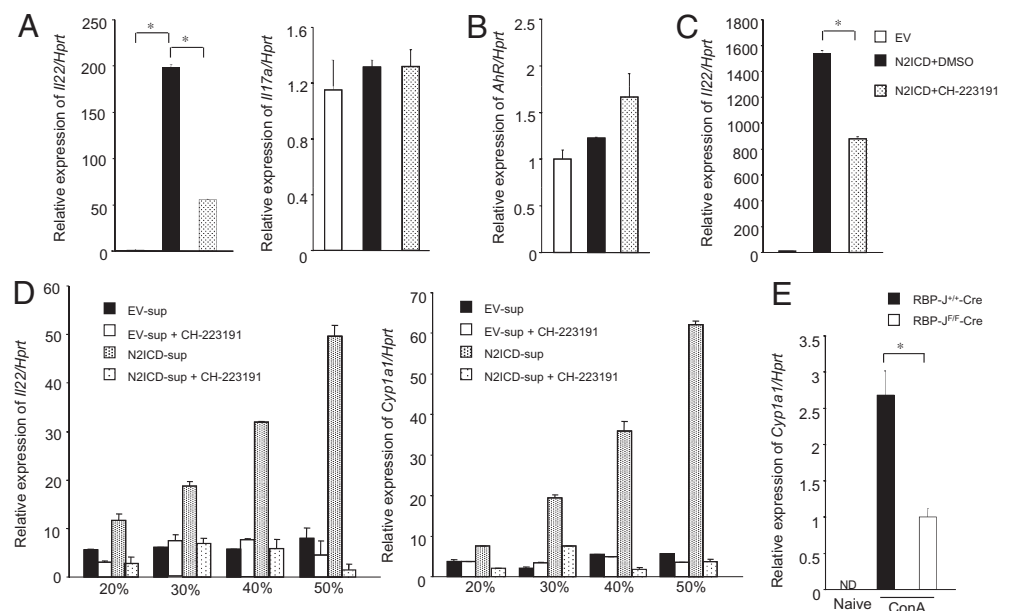 A
Relative expression of Il22/Hprt
250
200
150
100
50
0
*
*
Relative expression of Il17a/Hprt
1.6
1.2
0.8
0.4
0
B
Relative expression of AhR/Hprt
2.5
2
1.5
1
0.5
0
C
Relative expression of Il22/Hprt
1800
1600
1400
1200
1000
800
600
400
200
0
*
EV
N2ICD+DMSO
N2ICD+CH-223191
D
Relative expression of Il22/Hprt
60
50
40
30
20
10
0
EV-sup
EV-sup + CH-223191
N2ICD-sup
N2ICD-sup + CH-223191
20% 30% 40% 50%
Relative expression of Cyp1a1/Hprt
70
60
50
40
30
20
10
0
EV-sup
EV-sup + CH-223191
N2ICD-sup
N2ICD-sup + CH-223191
20% 30% 40% 50%
E
RBP-J+/+-Cre
RBP-JF/F-Cre
Relative expression of Cyp1a1/Hprt
3.5
3
2.5
2
1.5
1
0.5
0
*
ND
Naive ConA